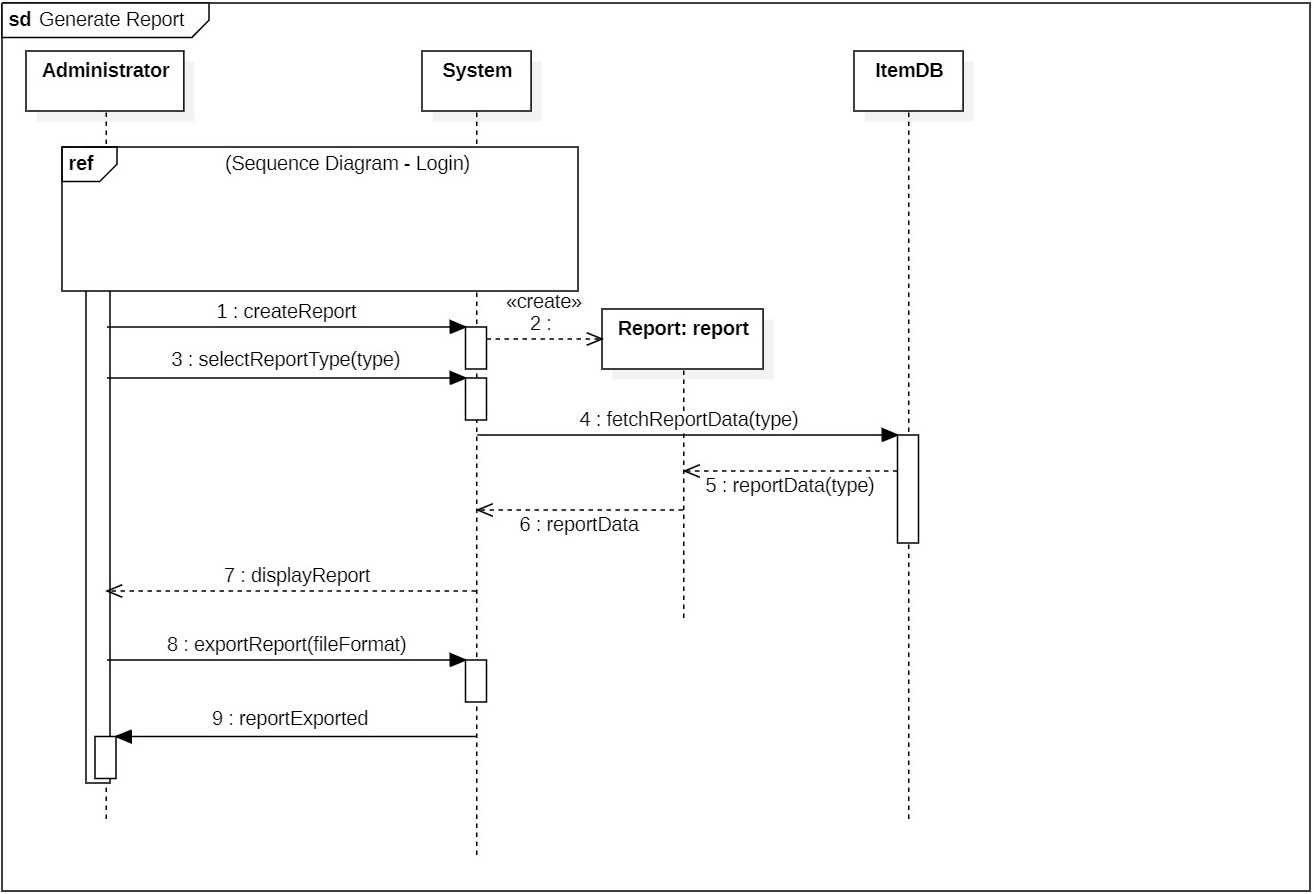 sd Generate Report
Administrator
System
ItemDB
ref
(Sequence Diagram - Login)
«create»
1 : createReport
2 :
Report: report
3 : selectReportType(type)
4 : fetchReportData(type)
5 : reportData(type)
6 : reportData
7 : displayReport
8 : exportReport(fileFormat)
9 : reportExported